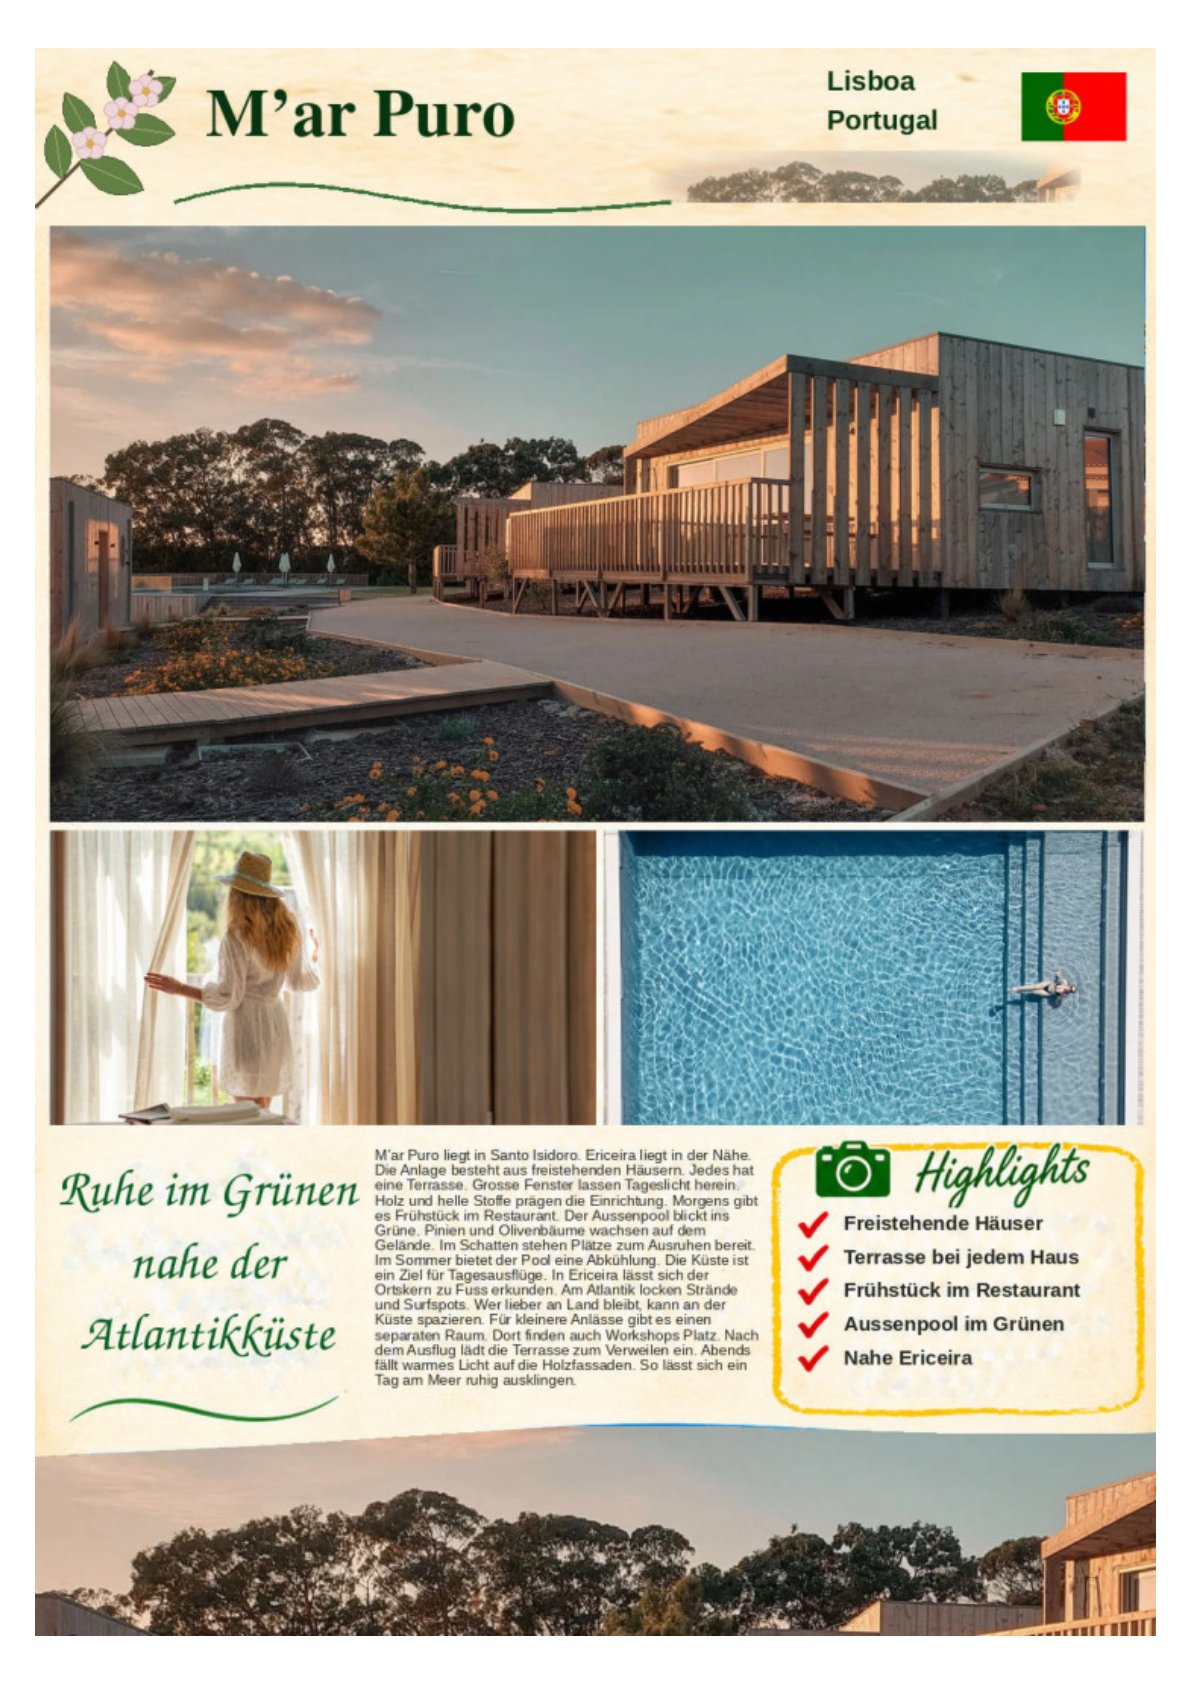 M’ar Puro
Lisboa
Portugal
Ruhe im Grünen
nahe der
Atlantikküste
M'ar Puro liegt in Santo Isidoro. Ericeira liegt in der Nähe.
Die Anlage besteht aus freistehenden Häusern. Jedes hat
eine Terrasse. Grosse Fenster lassen Tageslicht herein.
Holz und helle Stoffe prägen die Einrichtung. Morgens gibt
es Frühstück im Restaurant. Der Aussenpool blickt ins
Grüne. Pinien und Olivenbäume wachsen auf dem
Gelände. Im Schatten stehen Plätze zum Ausruhen bereit.
Im Sommer bietet der Pool eine Abkühlung. Die Küste ist
ein Ziel für Tagesausflüge. In Ericeira lässt sich der
Ortskern zu Fuss erkunden. Am Atlantik locken Strände
und Surfspots. Wer lieber an Land bleibt, kann an der
Küste spazieren. Für kleinere Anlässe gibt es einen
separaten Raum. Dort finden auch Workshops Platz. Nach
dem Ausflug lädt die Terrasse zum Verweilen ein. Abends
fällt warmes Licht auf die Holzfassaden. So lässt sich ein
Tag am Meer ruhig ausklingen.
Highlights
Freistehende Häuser
Terrasse bei jedem Haus
Frühstück im Restaurant
Aussenpool im Grünen
Nahe Ericeira